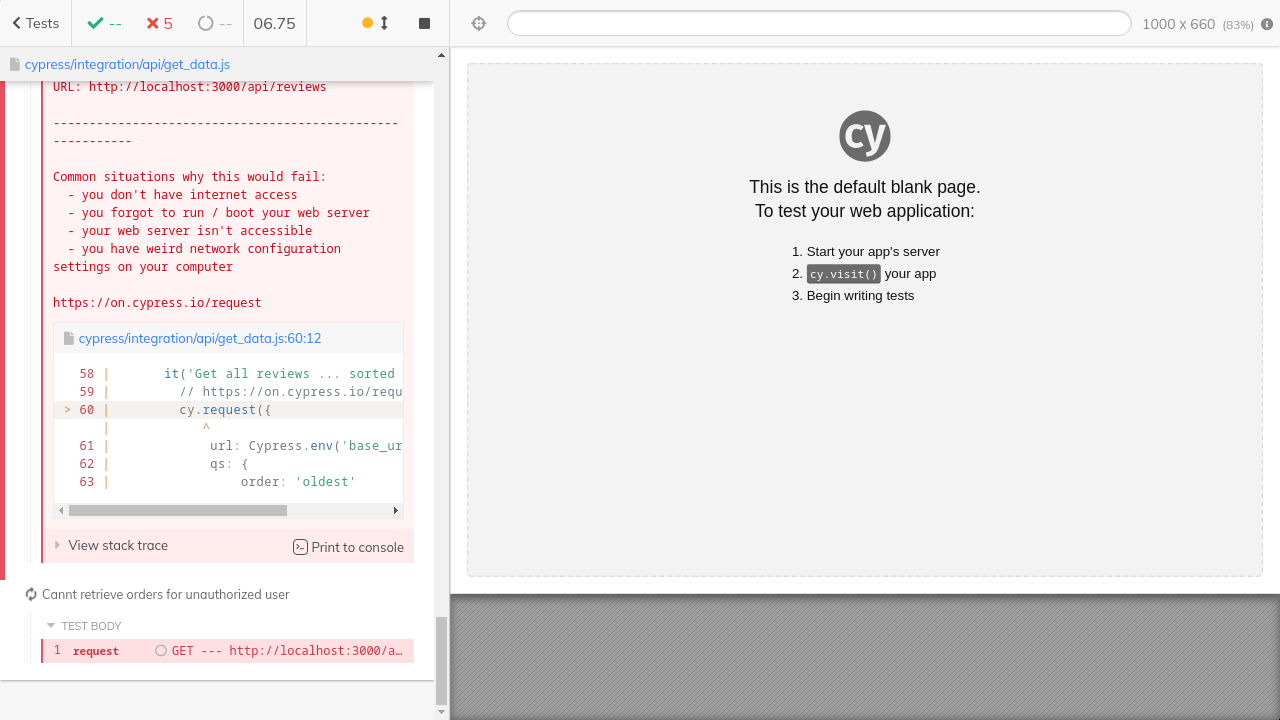 Tests
--
5
--
06.75
1000 x 660 (83%)
cypress/integration/api/get_data.js
URL: http://localhost:3000/api/reviews
------------------------------------------------
-----------
Common situations why this would fail:
- you don't have internet access
- you forgot to run / boot your web server
- your web server isn't accessible
- you have weird network configuration
settings on your computer
https://on.cypress.io/request
cypress/integration/api/get_data.js:60:12
58 | it('Get all reviews ... sorted
59 | // https://on.cypress.io/requ
> 60 | cy.request({
| ^
61 | url: Cypress.env('base_ur
62 | qs: {
63 | order: 'oldest'
View stack trace
Print to console
Cannt retrieve orders for unauthorized user
TEST BODY
1 request GET --- http://localhost:3000/a…
cy
This is the default blank page.
To test your web application:
1. Start your app's server
2. cy.visit() your app
3. Begin writing tests